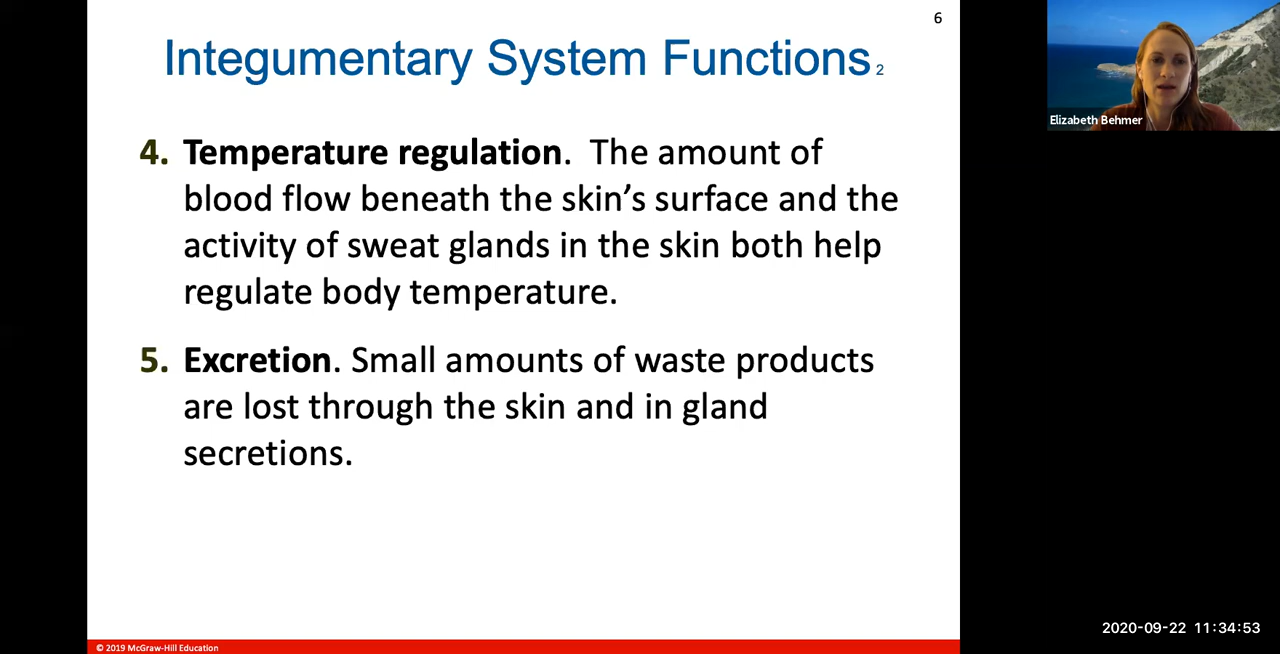 6
Integumentary System Functions 2
4. Temperature regulation.  The amount of
blood flow beneath the skin’s surface and the
activity of sweat glands in the skin both help
regulate body temperature.
5. Excretion. Small amounts of waste products
are lost through the skin and in gland
secretions.
© 2019 McGraw-Hill Education
Elizabeth Behmer
2020-09-22 11:34:53